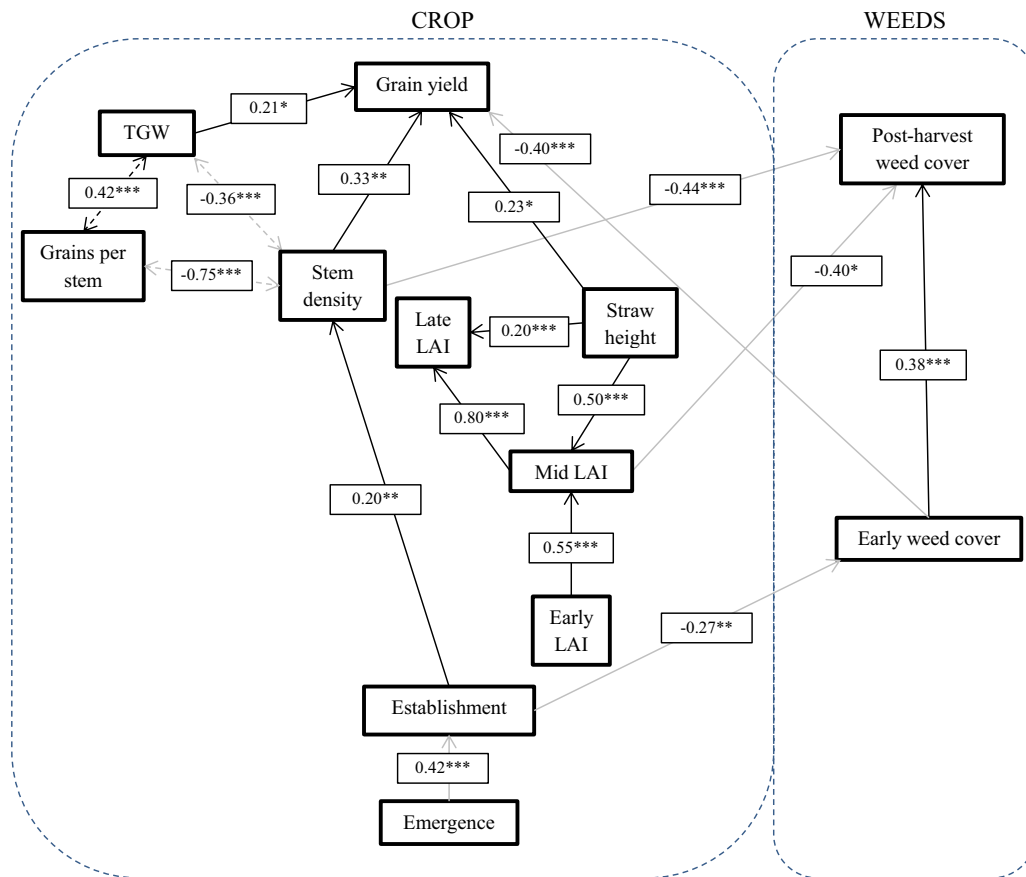 CROP
WEEDS
Grain yield
0.21*
TGW
Post-harvest
weed cover
-0.40***
0.33**
0.42***
-0.36***
-0.44***
0.23*
Grains per
stem
-0.75***
Stem
density
-0.40*
Late
LAI
0.20***
Straw
height
0.38***
0.80***
0.50***
Mid LAI
0.20**
0.55***
Early weed cover
Early
LAI
-0.27**
Establishment
0.42***
Emergence